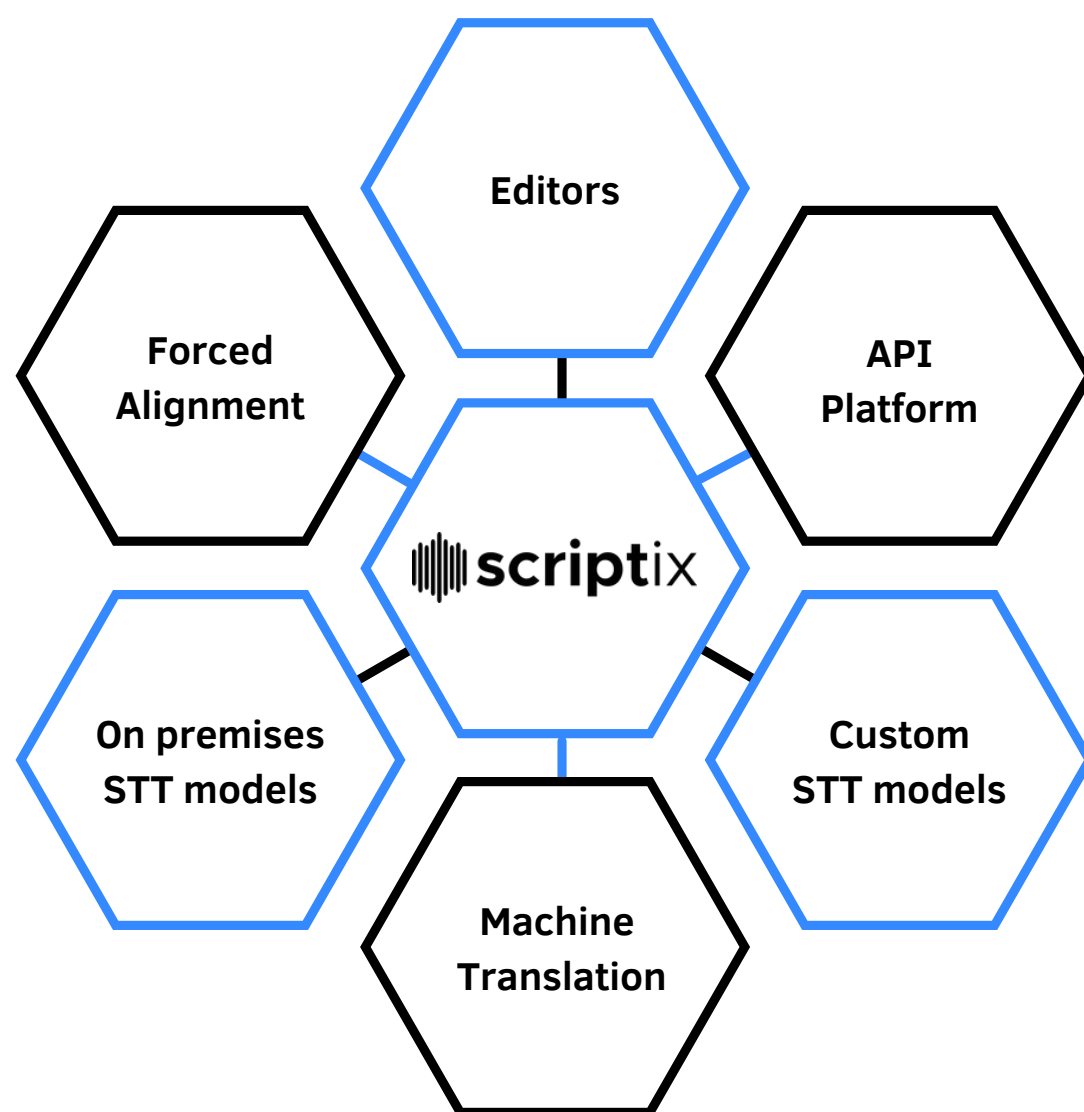 Editors
Forced
Alignment
API
Platform
scriptix
On premises
STT models
Custom
STT models
Machine
Translation